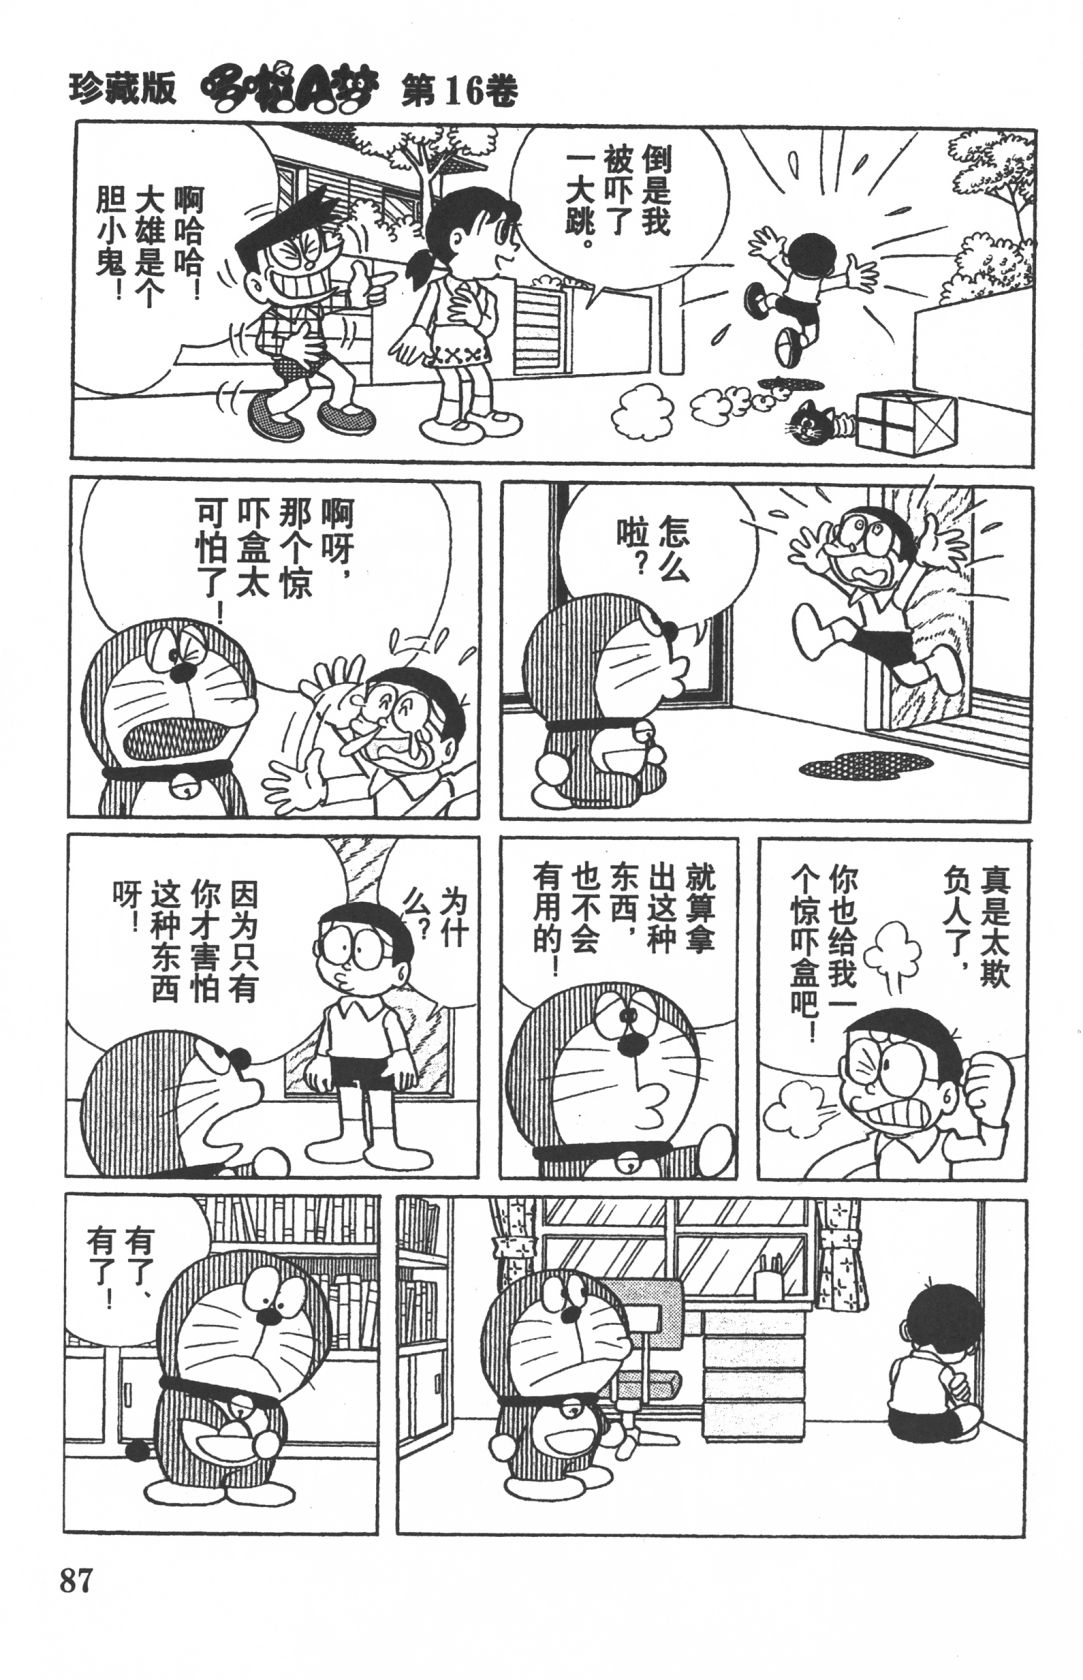 珍藏版 哆啦A梦 第16卷
倒是我
被吓了
一大跳。
啊哈哈！
大雄是个
胆小鬼！
怎么
啦？
啊呀，
那个惊
吓盒太
可怕了！
真是太欺
负人了，
你也给我一
个惊吓盒吧！
就算拿
出这种
东西，
也不会
有用的！
为什
么？
因为只有
你才害怕
这种东西
呀！
有了、
有了！
87